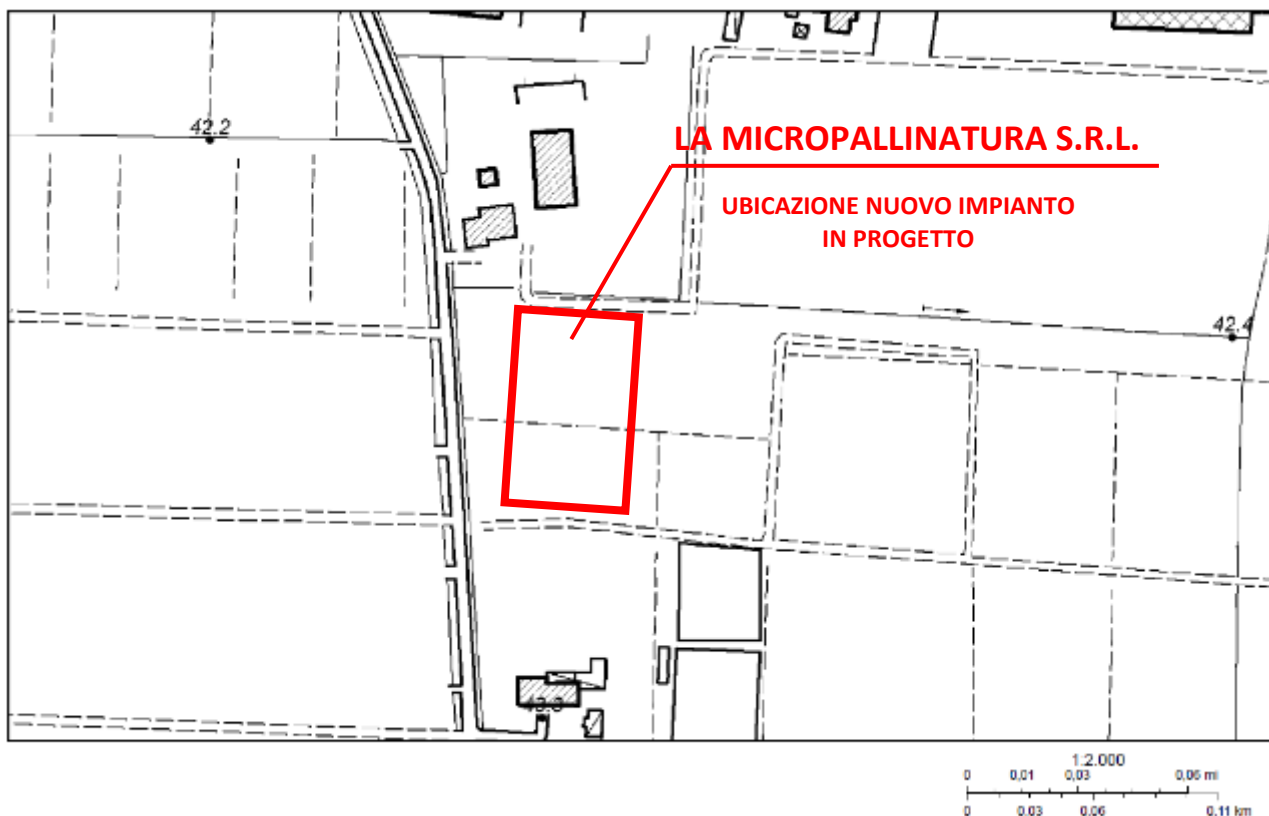 42.2
LA MICROPALLINATURA S.R.L.
UBICAZIONE NUOVO IMPIANTO
IN PROGETTO
42.4
1:2.000
0 0,01 0,03 0,06 mi
0 0.03 0.06 0.11 km